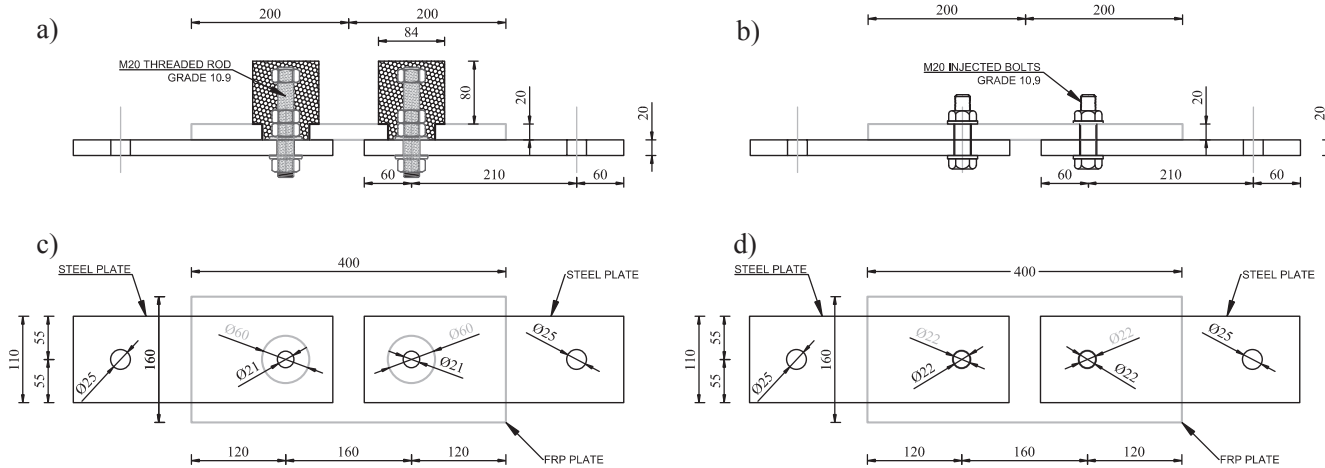 a)
200
200
84
M20 THREADED ROD
GRADE 10.9
80
20
20
60
210
60
b)
200
200
M20 INJECTED BOLTS
GRADE 10.9
20
20
60
210
60
c)
STEEL PLATE
400
STEEL PLATE
110
55
55
160
Ø25
Ø60
Ø21
Ø60
Ø21
Ø25
120
160
120
FRP PLATE
d)
STEEL PLATE
400
STEEL PLATE
110
55
55
160
Ø25
Ø22
Ø22
Ø22
Ø22
Ø25
120
160
120
FRP PLATE